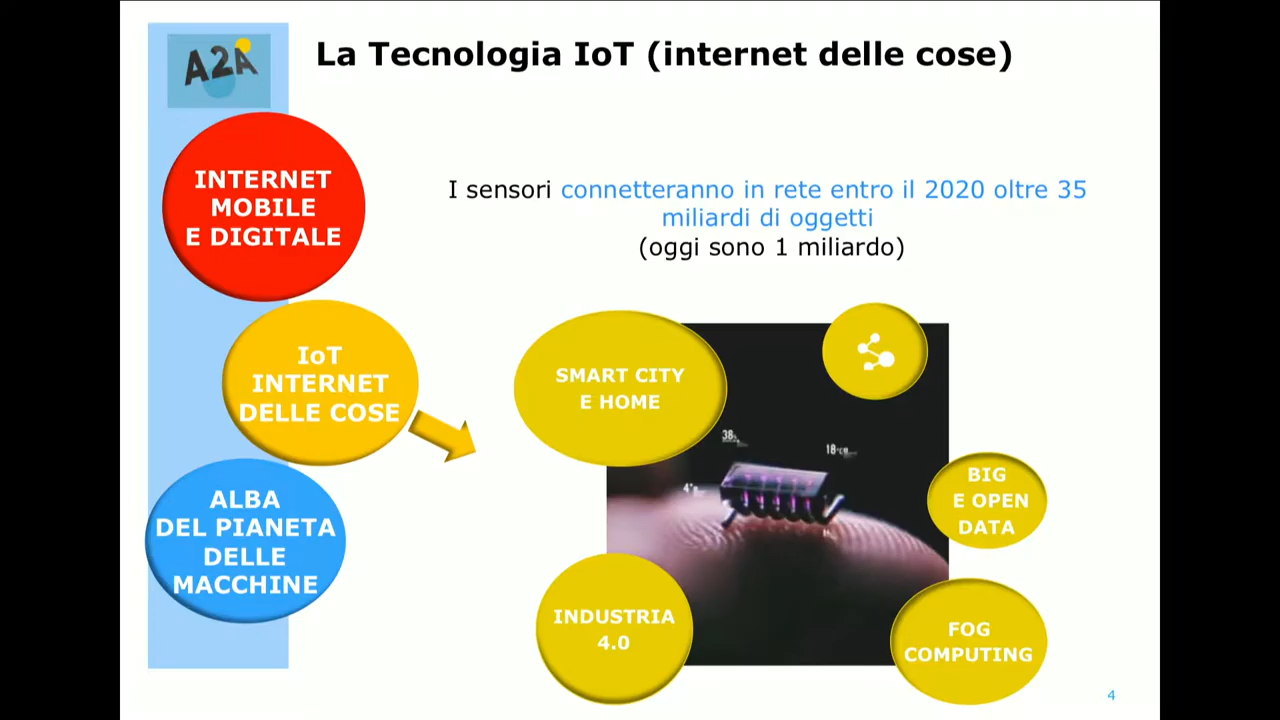 A2A
La Tecnologia IoT (internet delle cose)
INTERNET
MOBILE
E DIGITALE
I sensori connetteranno in rete entro il 2020 oltre 35
miliardi di oggetti
(oggi sono 1 miliardo)
IoT
INTERNET
DELLE COSE
ALBA
DEL PIANETA
DELLE
MACCHINE
SMART CITY
E HOME
38
18
BIG
E OPEN
DATA
INDUSTRIA
4.0
FOG
COMPUTING
4